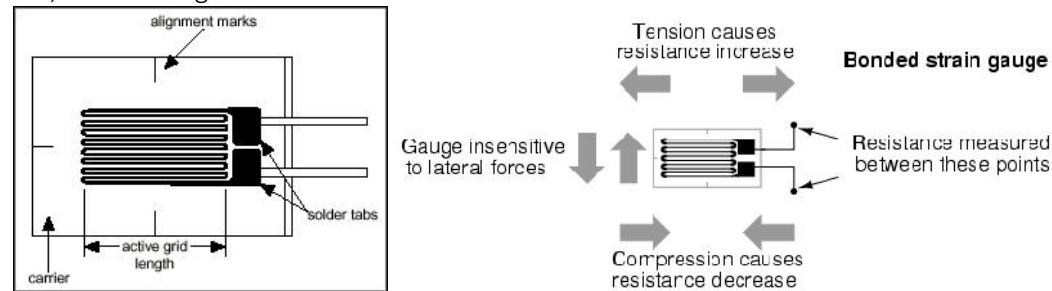 alignment marks
solder tabs
active grid
length
carrier
Tension causes
resistance increase
Bonded strain gauge
Gauge insensitive
to lateral forces
Resistance measured
between these points
Compression causes
resistance decrease